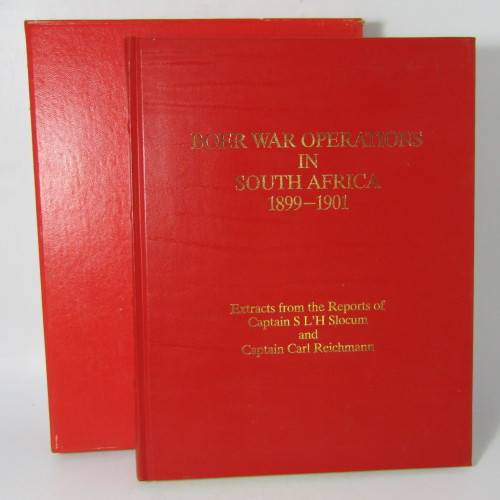 BOER WAR OPERATIONS
IN
SOUTH AFRICA
1899–1901
Extracts from the Reports of
Captain S L'H Slocum
and
Captain Carl Reichmann